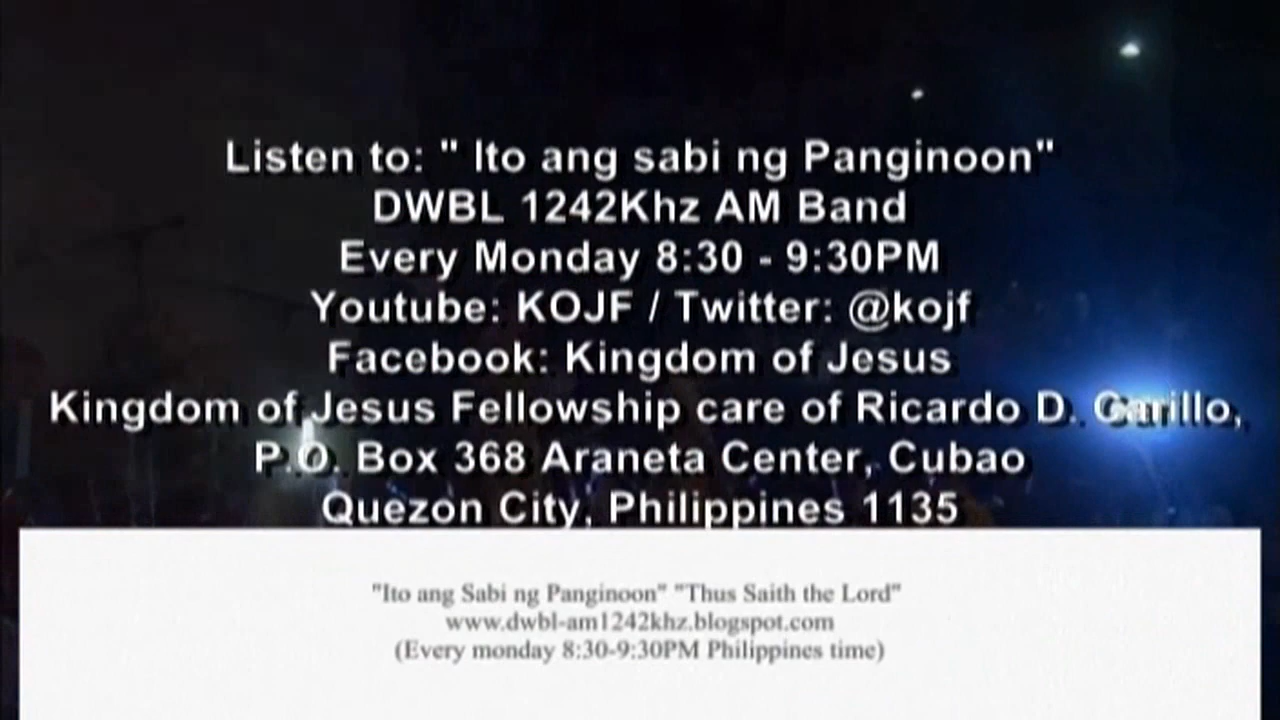 Listen to: " Ito ang sabi ng Panginoon"
DWBL 1242Khz AM Band
Every Monday 8:30 - 9:30PM
Youtube: KOJF / Twitter: @kojf
Facebook: Kingdom of Jesus
Kingdom of Jesus Fellowship care of Ricardo D. Carillo,
P.O. Box 368 Araneta Center, Cubao
Quezon City, Philippines 1135
"Ito ang Sabi ng Panginoon" "Thus Saith the Lord"
www.dwbl-am1242khz.blogspot.com
(Every monday 8:30-9:30PM Philippines time)